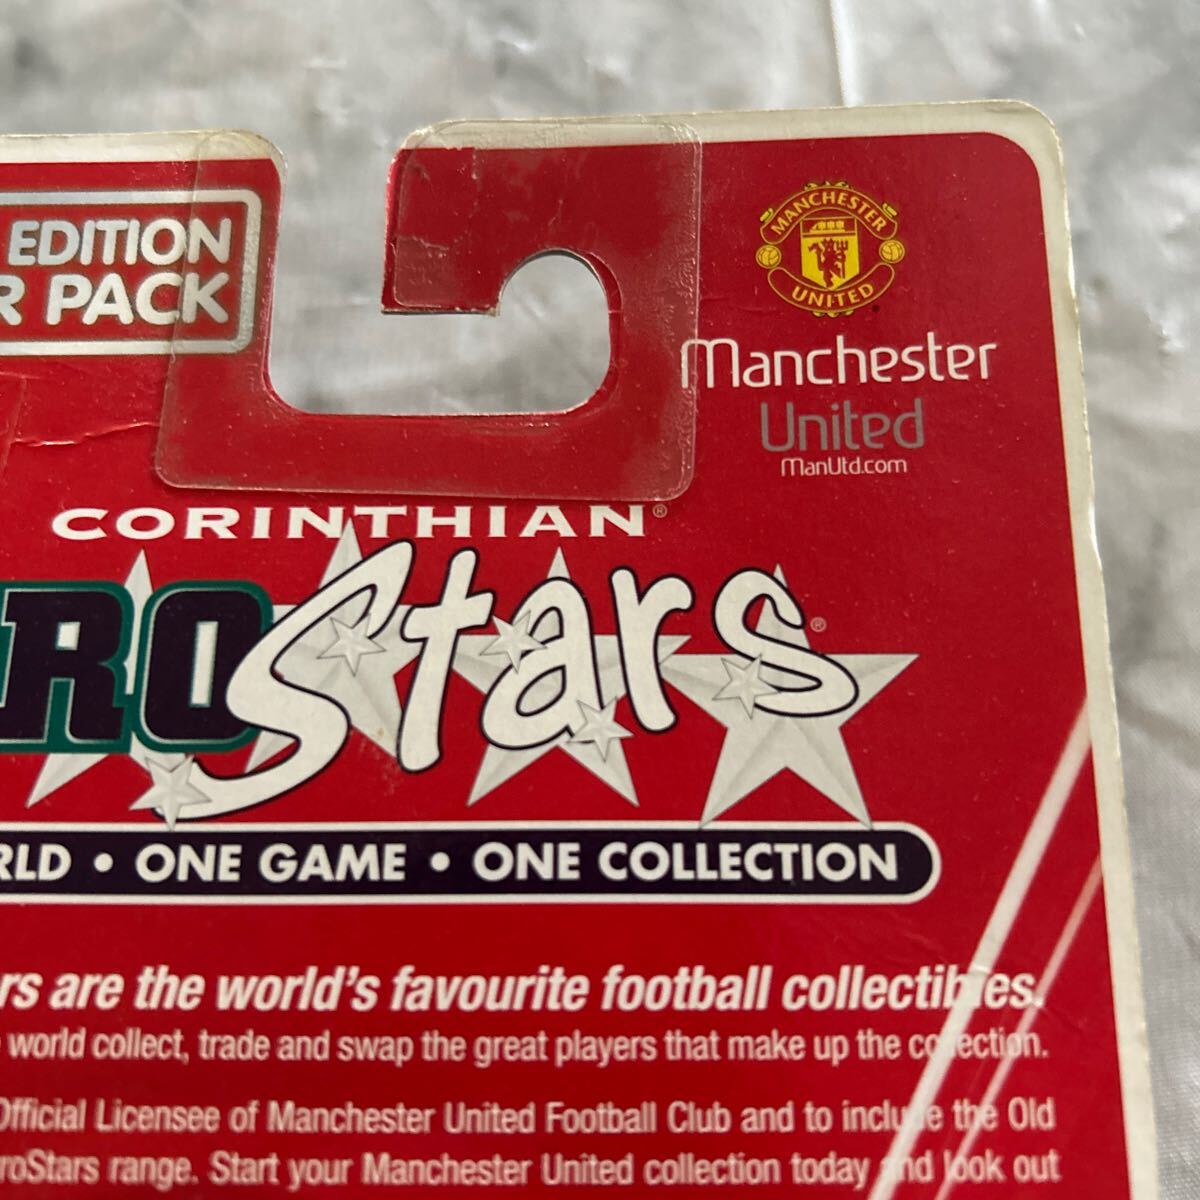 EDITION
R PACK
MANCHESTER
UNITED
Manchester
United
ManUtd.com
CORINTHIAN®
ROStars®
RLD • ONE GAME • ONE COLLECTION
rs are the world's favourite football collectibles.
world collect, trade and swap the great players that make up the collection.
Official Licensee of Manchester United Football Club and to include the Old
roStars range. Start your Manchester United collection today and look out